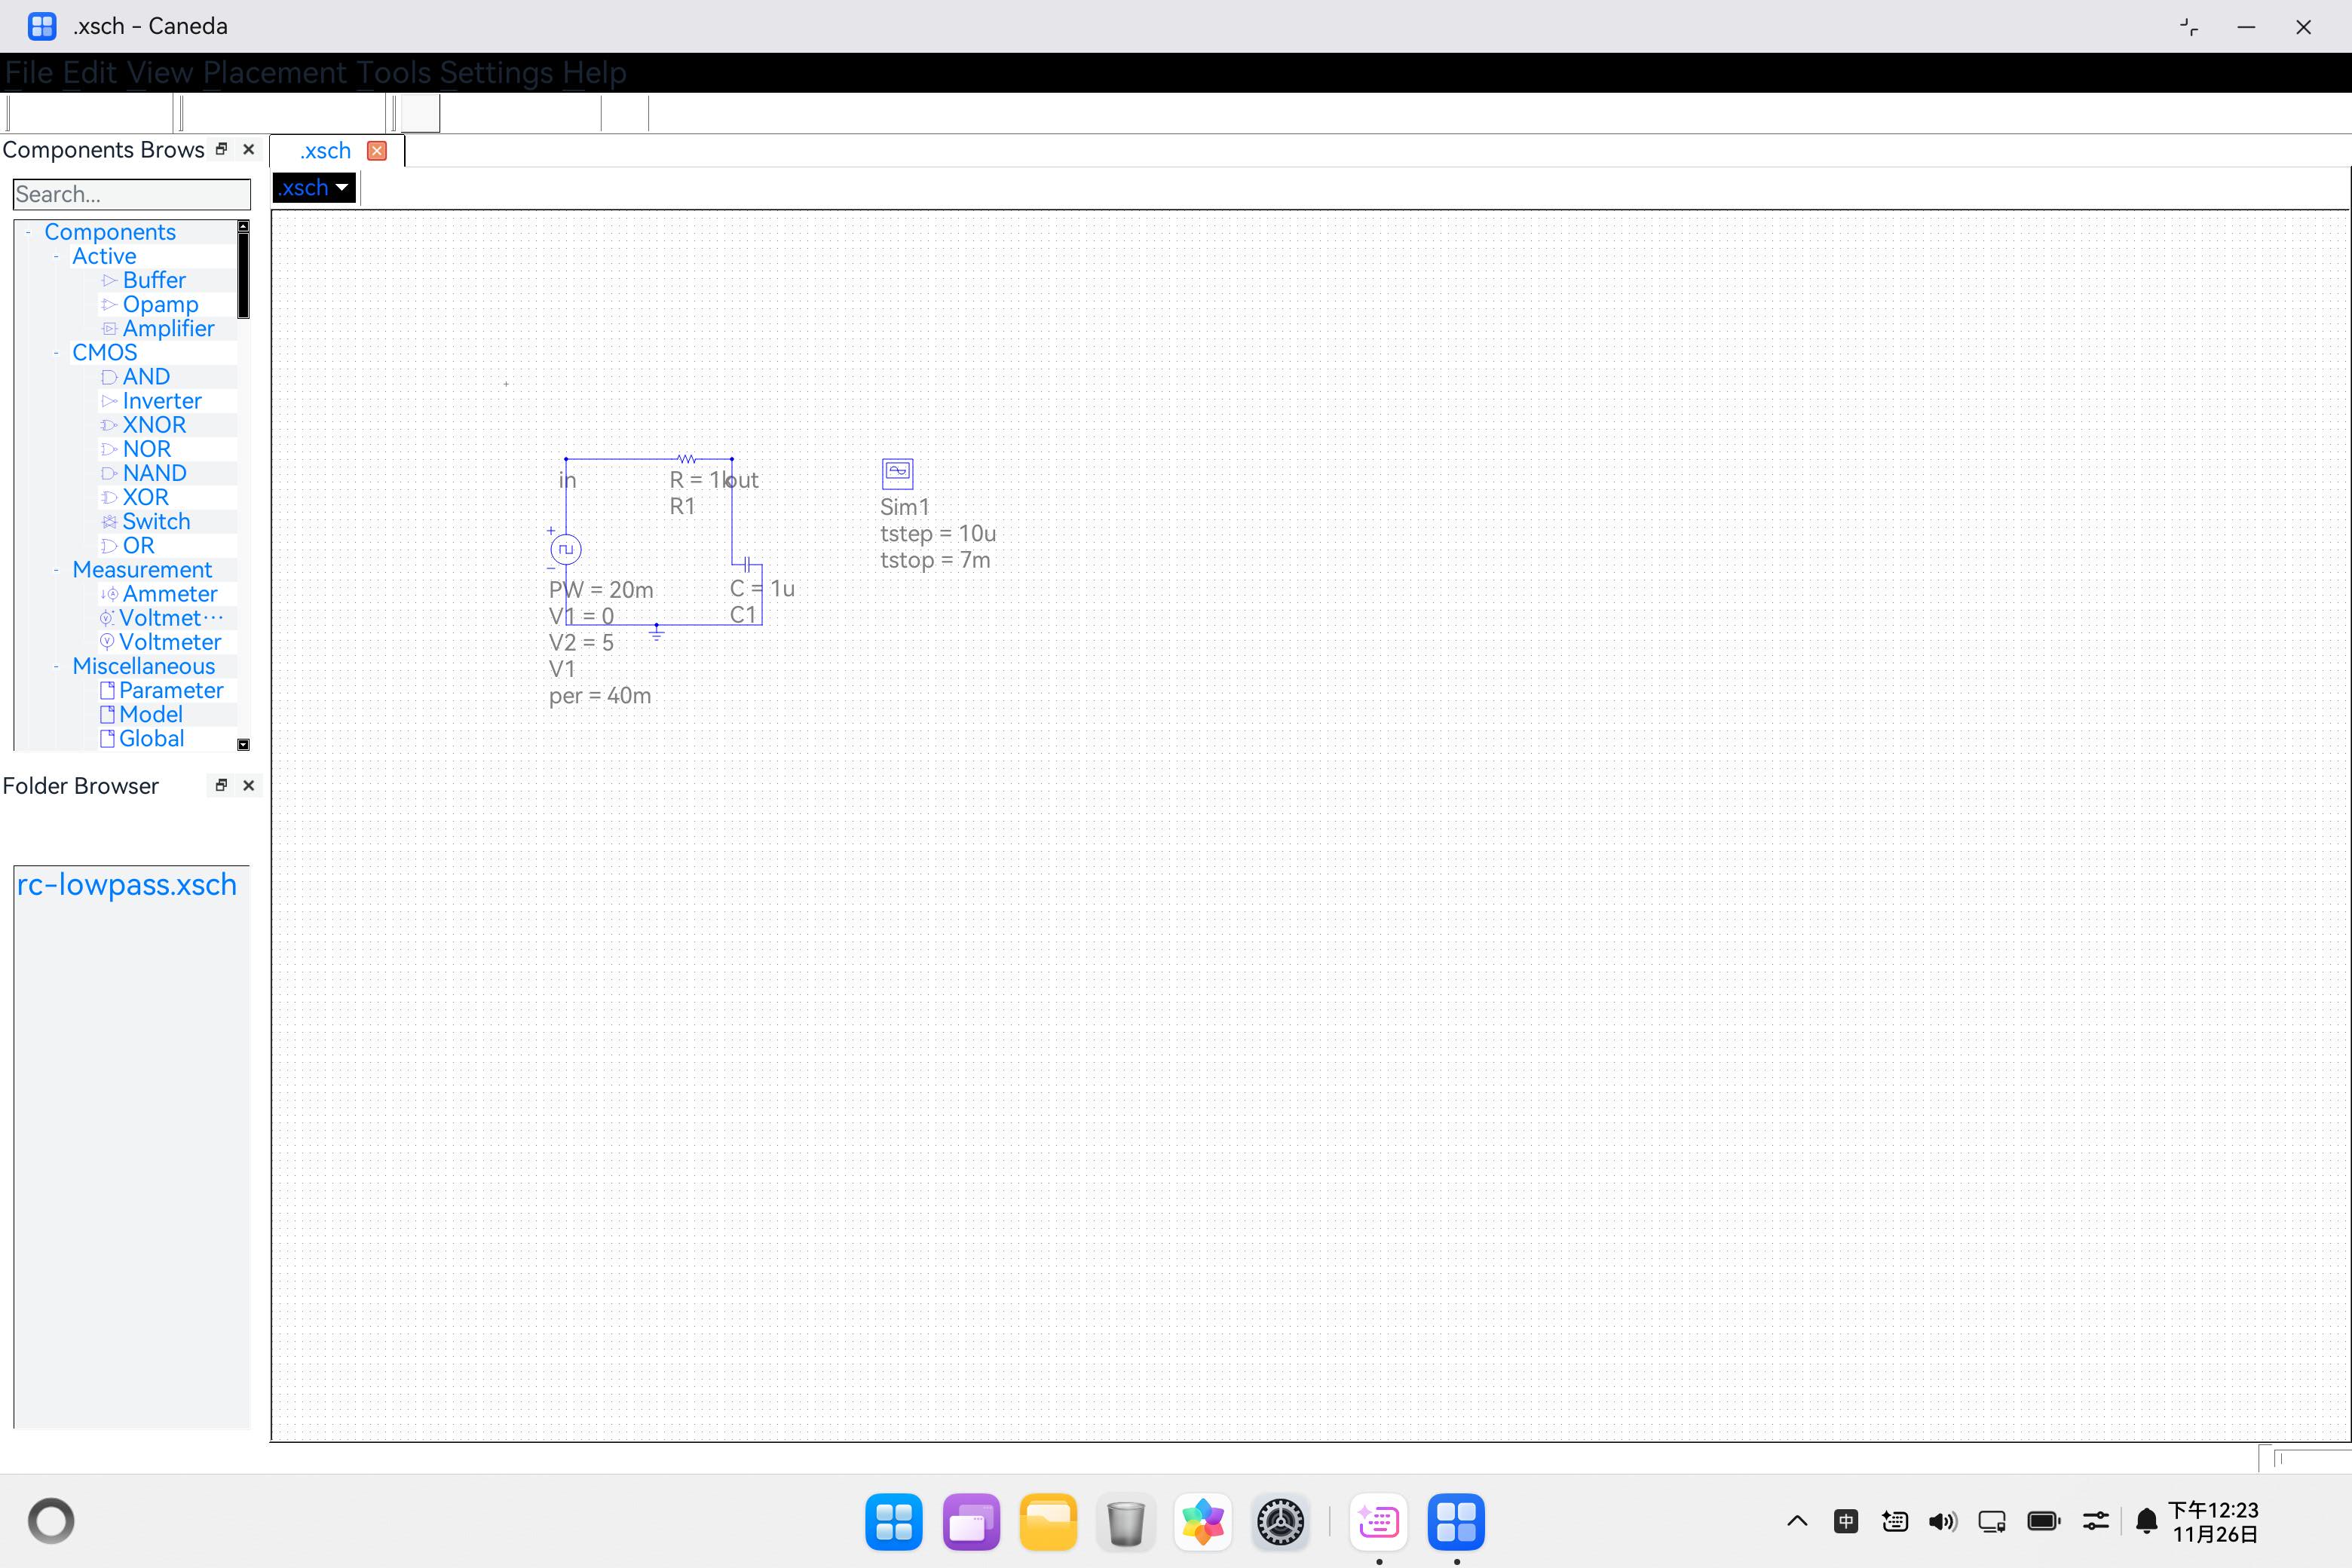 .xsch - Caneda
File Edit View Placement Tools Settings Help
Components Brows
.xsch
.xsch
Search...
Components
Active
Buffer
Opamp
Amplifier
CMOS
AND
Inverter
XNOR
NOR
NAND
XOR
Switch
OR
Measurement
Ammeter
Voltmet···
Voltmeter
Miscellaneous
Parameter
Model
Global
Folder Browser
rc-lowpass.xsch
in
R = 1k
out
R1
+
−
PW = 20m
V1 = 0
V2 = 5
V1
per = 40m
C = 1u
C1
Sim1
tstep = 10u
tstop = 7m
中
下午12:23
11月26日